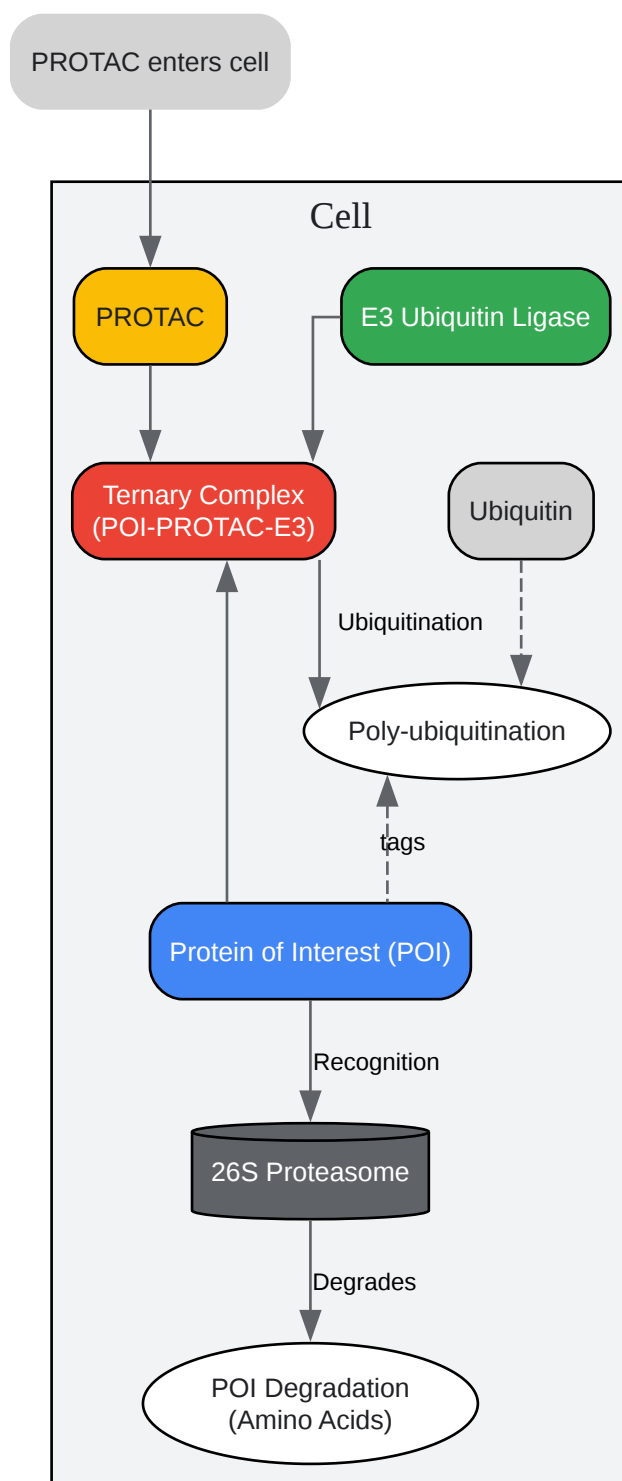 PROTAC enters cell
Cell
PROTAC
E3 Ubiquitin Ligase
Ternary Complex
(POI-PROTAC-E3)
Ubiquitin
Ubiquitination
Poly-ubiquitination
tags
Protein of Interest (POI)
Recognition
26S Proteasome
Degrades
POI Degradation
(Amino Acids)